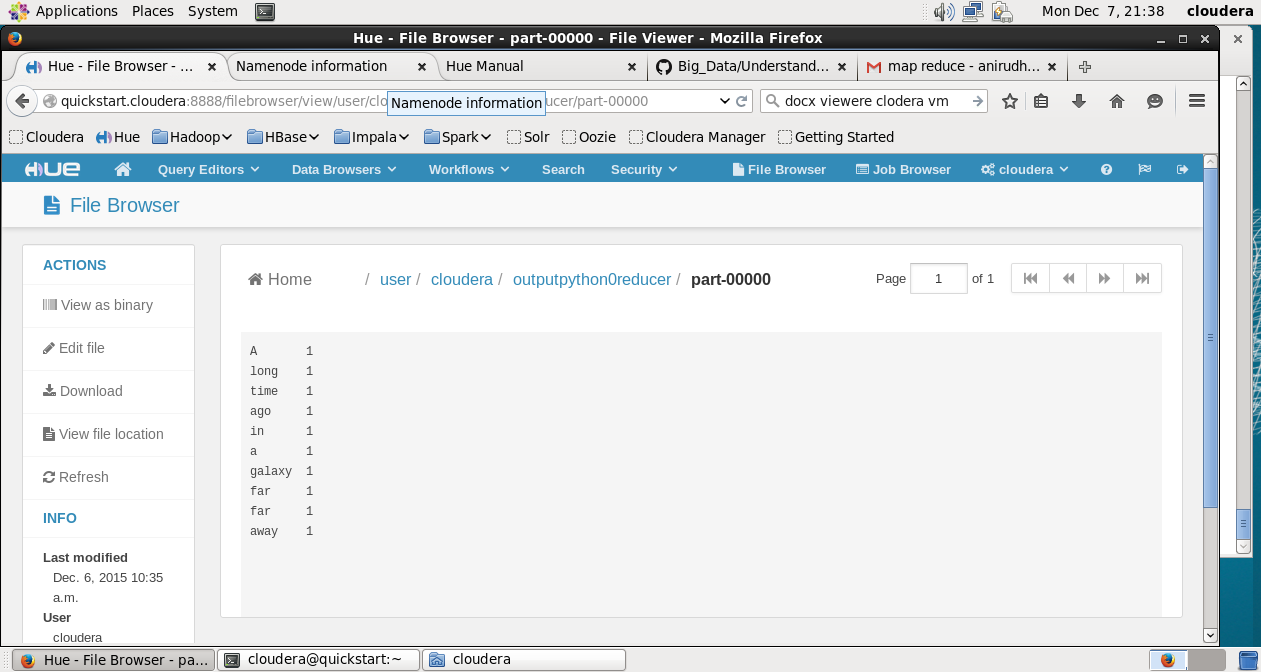 Applications Places System Mon Dec 7, 21:38 cloudera
Hue - File Browser - part-00000 - File Viewer - Mozilla Firefox
Hue - File Browser - ... Namenode information Hue Manual Big_Data/Understand... map reduce - anirudh...
quickstart.cloudera:8888/filebrowser/view/user/clo Namenode information ucer/part-00000 docx viewere clodera vm
Cloudera Hue Hadoop HBase Impala Spark Solr Oozie Cloudera Manager Getting Started
HUE Query Editors Data Browsers Workflows Search Security File Browser Job Browser cloudera
File Browser
ACTIONS
View as binary
Edit file
Download
View file location
Refresh
INFO
Last modified
Dec. 6, 2015 10:35
a.m.
User
cloudera
Home / user / cloudera / outputpython0reducer / part-00000 Page 1 of 1
A 1
long 1
time 1
ago 1
in 1
a 1
galaxy 1
far 1
far 1
away 1
Hue - File Browser - pa... cloudera@quickstart:~ cloudera